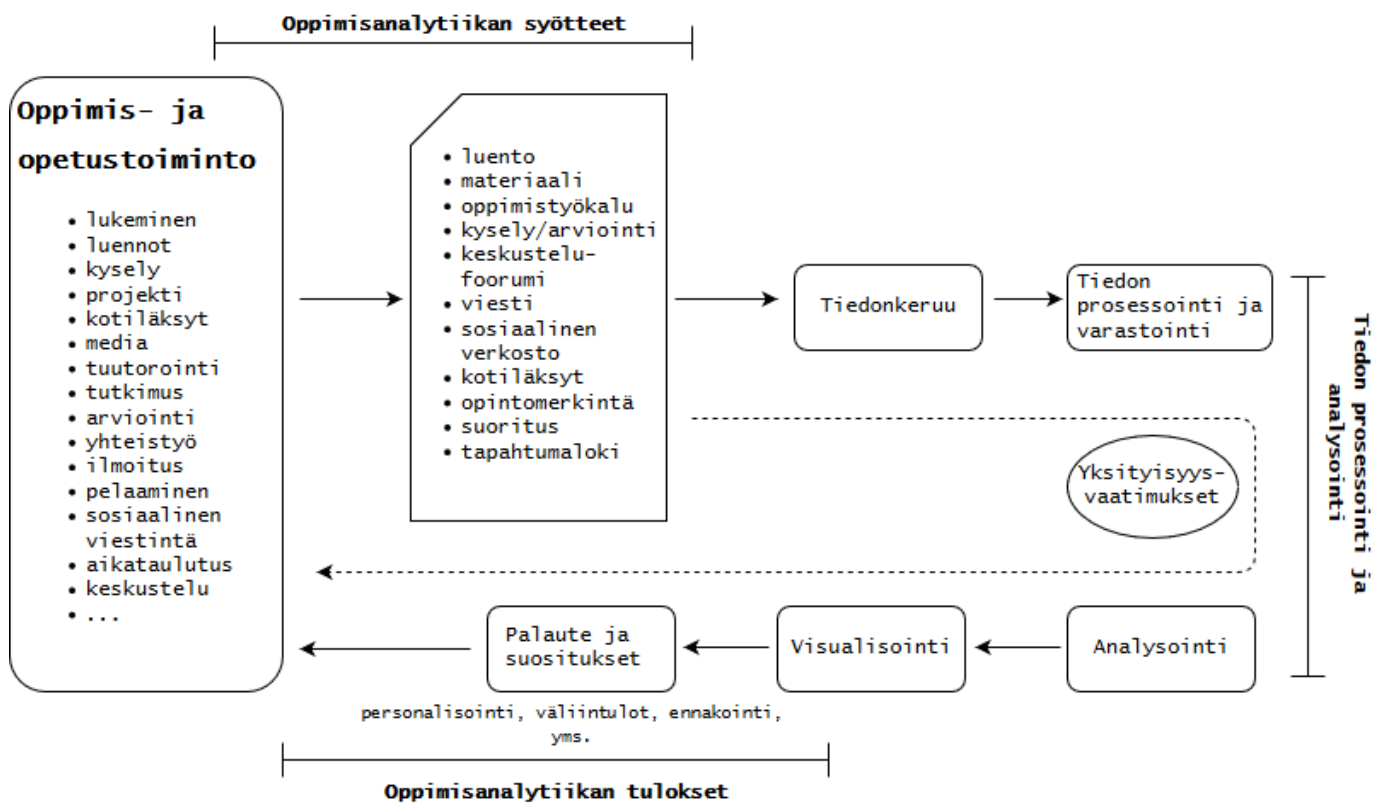 Oppimisanalytiikan syötteet
Oppimis- ja
opetustoiminto
• lukeminen
• luennot
• kysely
• projekti
• kotiläksyt
• media
• tuutorointi
• tutkimus
• arviointi
• yhteistyö
• ilmoitus
• pelaaminen
• sosiaalinen
viestintä
• aikataulutus
• keskustelu
• ...
• luento
• materiaali
• oppimistyökalu
• kysely/arviointi
• keskustelu-
foorumi
• viesti
• sosiaalinen
verkosto
• kotiläksyt
• opintomerkintä
• suoritus
• tapahtumaloki
Tiedonkeruu
Tiedon
prosessointi ja
varastointi
Tiedon prosessointi ja
analysointi
Yksityisyys-
vaatimukset
Analysointi
Visualisointi
Palaute ja
suositukset
personalisointi, väliintulot, ennakointi,
yms.
Oppimisanalytiikan tulokset